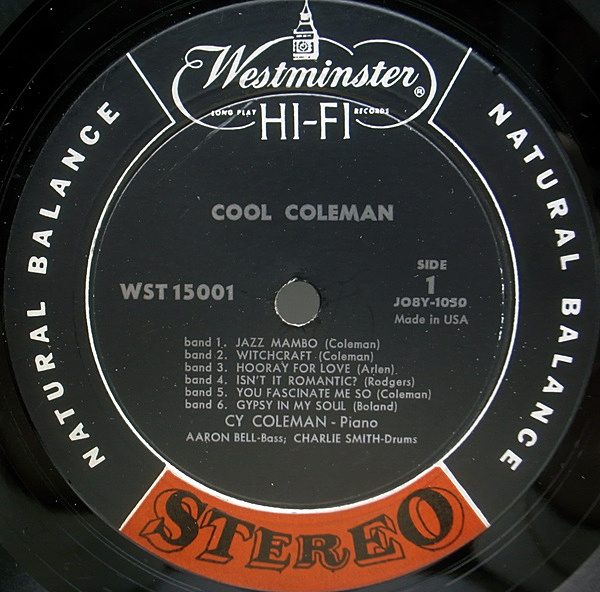 Westminster®
LONG PLAY RECORDS
HI-FI
NATURAL BALANCE
NATURAL BALANCE
COOL COLEMAN
WST 15001
SIDE
1
JO8Y-1050
Made in USA
band 1. JAZZ MAMBO (Coleman)
band 2. WITCHCRAFT (Coleman)
band 3. HOORAY FOR LOVE (Arlen)
band 4. ISN'T IT ROMANTIC? (Rodgers)
band 5. YOU FASCINATE ME SO (Coleman)
band 6. GYPSY IN MY SOUL (Boland)
CY COLEMAN - Piano
AARON BELL-Bass; CHARLIE SMITH-Drums
STEREO